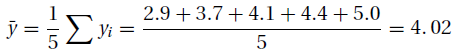 ȳ = 1/5 ∑ yᵢ = (2.9 + 3.7 + 4.1 + 4.4 + 5.0)/5 = 4.02